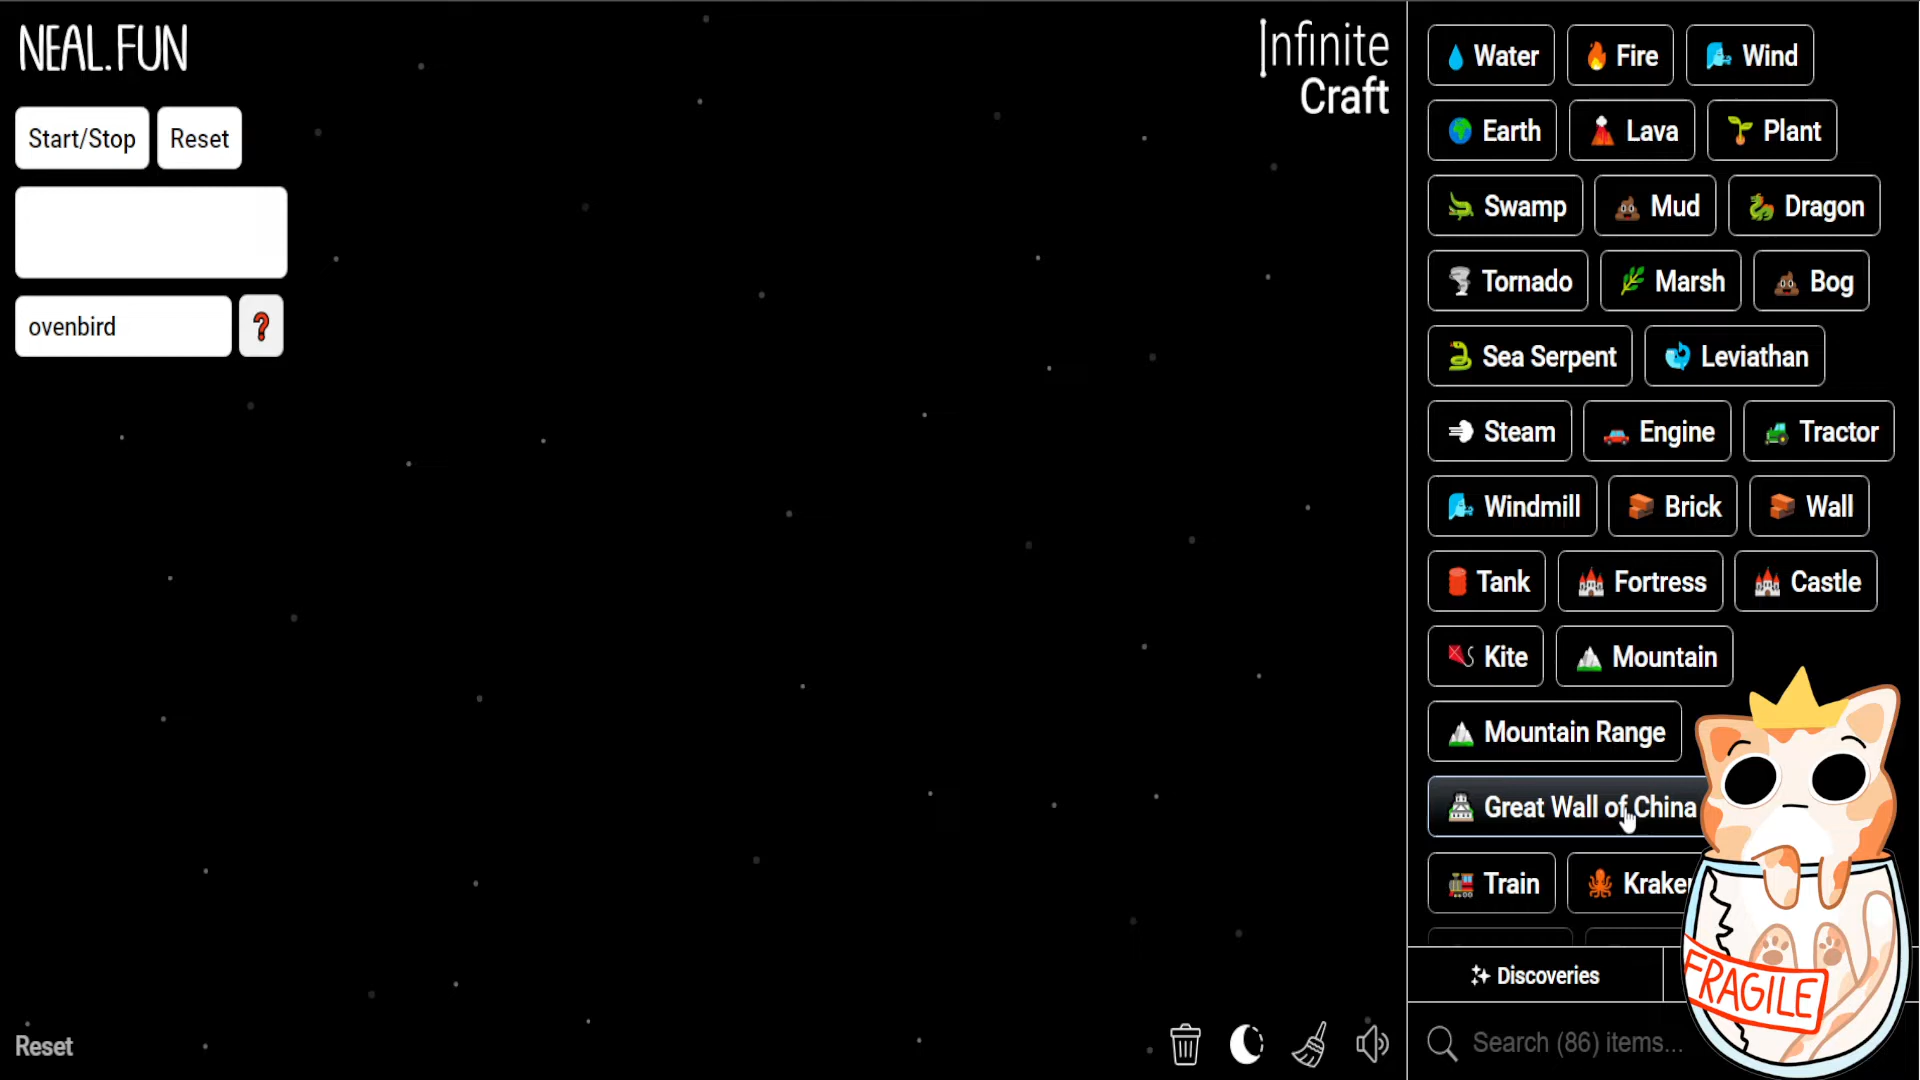 NEAL.FUN
Infinite
Craft
Start/Stop Reset
ovenbird
Water Fire Wind
Earth Lava Plant
Swamp Mud Dragon
Tornado Marsh Bog
Sea Serpent Leviathan
Steam Engine Tractor
Windmill Brick Wall
Tank Fortress Castle
Kite Mountain
Mountain Range
Great Wall of China
Train Kraken
Discoveries
FRAGILE
Search (86) items...
Reset